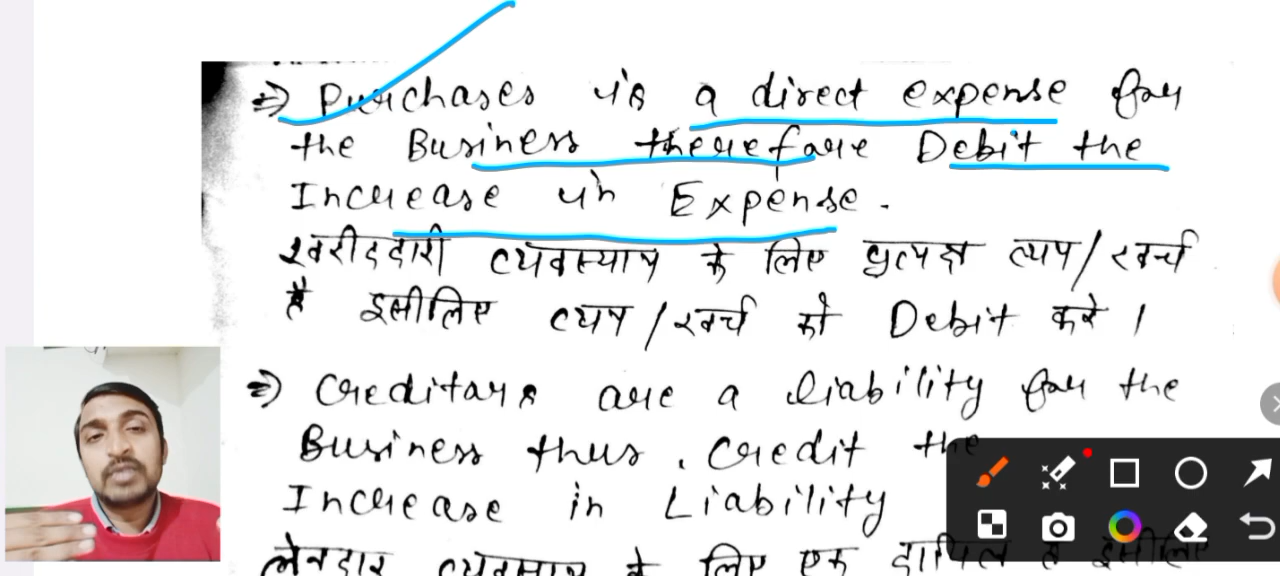 => Purchases is a direct expense for
the Business therefore Debit the
Increase in Expense.
खरीददारी व्यवस्याय के लिए प्रत्यक्ष व्यय/खर्च
है इसीलिए व्यय/खर्च को Debit करे।
=> Creditors are a liability for the
Business thus, Credit the
Increase in Liability
लेनदार व्यवस्याय के लिए एक दायित्व है इसीलिए